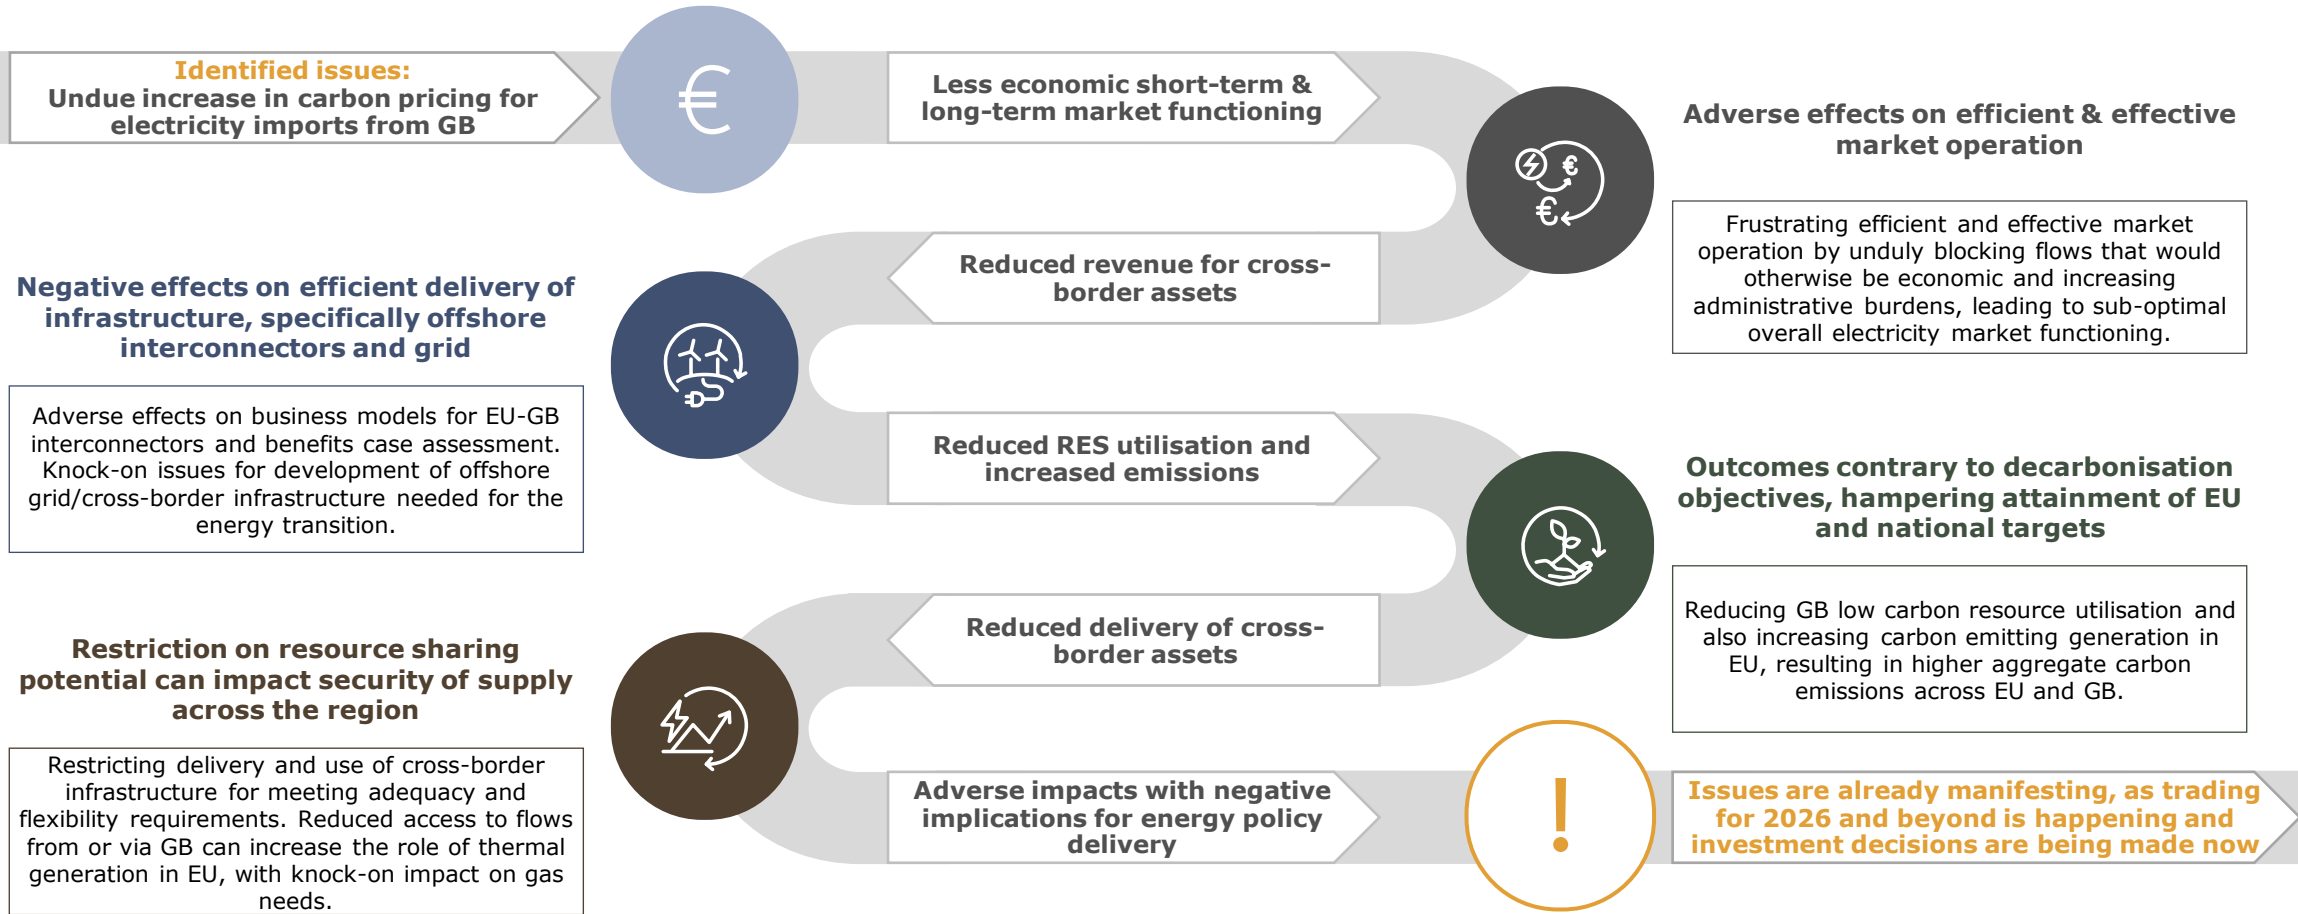 Identified issues:
Undue increase in carbon pricing for
electricity imports from GB
€
Less economic short-term &
long-term market functioning
Adverse effects on efficient & effective
market operation
€
€
Frustrating efficient and effective market
operation by unduly blocking flows that would
otherwise be economic and increasing
administrative burdens, leading to sub-optimal
overall electricity market functioning.
Reduced revenue for cross-
border assets
Negative effects on efficient delivery of
infrastructure, specifically offshore
interconnectors and grid
Adverse effects on business models for EU-GB
interconnectors and benefits case assessment.
Knock-on issues for development of offshore
grid/cross-border infrastructure needed for the
energy transition.
Reduced RES utilisation and
increased emissions
Outcomes contrary to decarbonisation
objectives, hampering attainment of EU
and national targets
Reducing GB low carbon resource utilisation and
also increasing carbon emitting generation in
EU, resulting in higher aggregate carbon
emissions across EU and GB.
Reduced delivery of cross-
border assets
Restriction on resource sharing
potential can impact security of supply
across the region
Restricting delivery and use of cross-border
infrastructure for meeting adequacy and
flexibility requirements. Reduced access to flows
from or via GB can increase the role of thermal
generation in EU, with knock-on impact on gas
needs.
Adverse impacts with negative
implications for energy policy
delivery
!
Issues are already manifesting, as trading
for 2026 and beyond is happening and
investment decisions are being made now